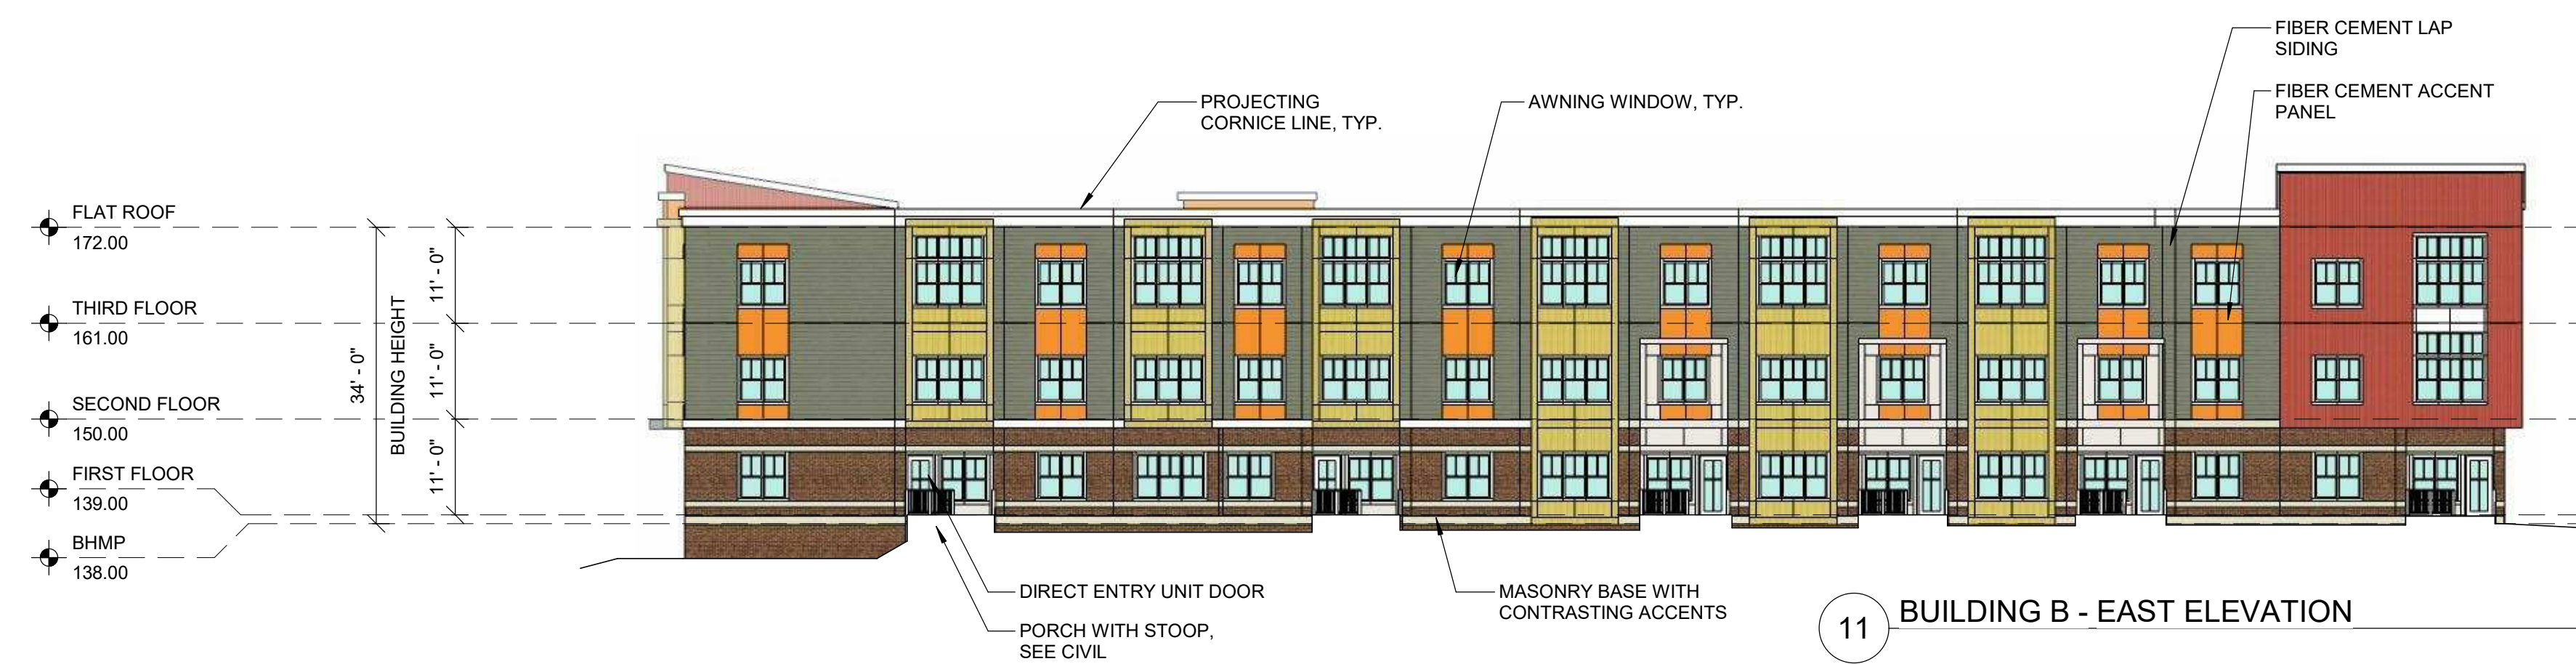 FIBER CEMENT LAP
SIDING
FIBER CEMENT ACCENT
PANEL
PROJECTING
CORNICE LINE, TYP.
AWNING WINDOW, TYP.
FLAT ROOF
172.00
THIRD FLOOR
161.00
SECOND FLOOR
150.00
FIRST FLOOR
139.00
BHMP
138.00
34' - 0"
BUILDING HEIGHT
11' - 0"
11' - 0"
11' - 0"
DIRECT ENTRY UNIT DOOR
PORCH WITH STOOP,
SEE CIVIL
MASONRY BASE WITH
CONTRASTING ACCENTS
11
BUILDING B - EAST ELEVATION